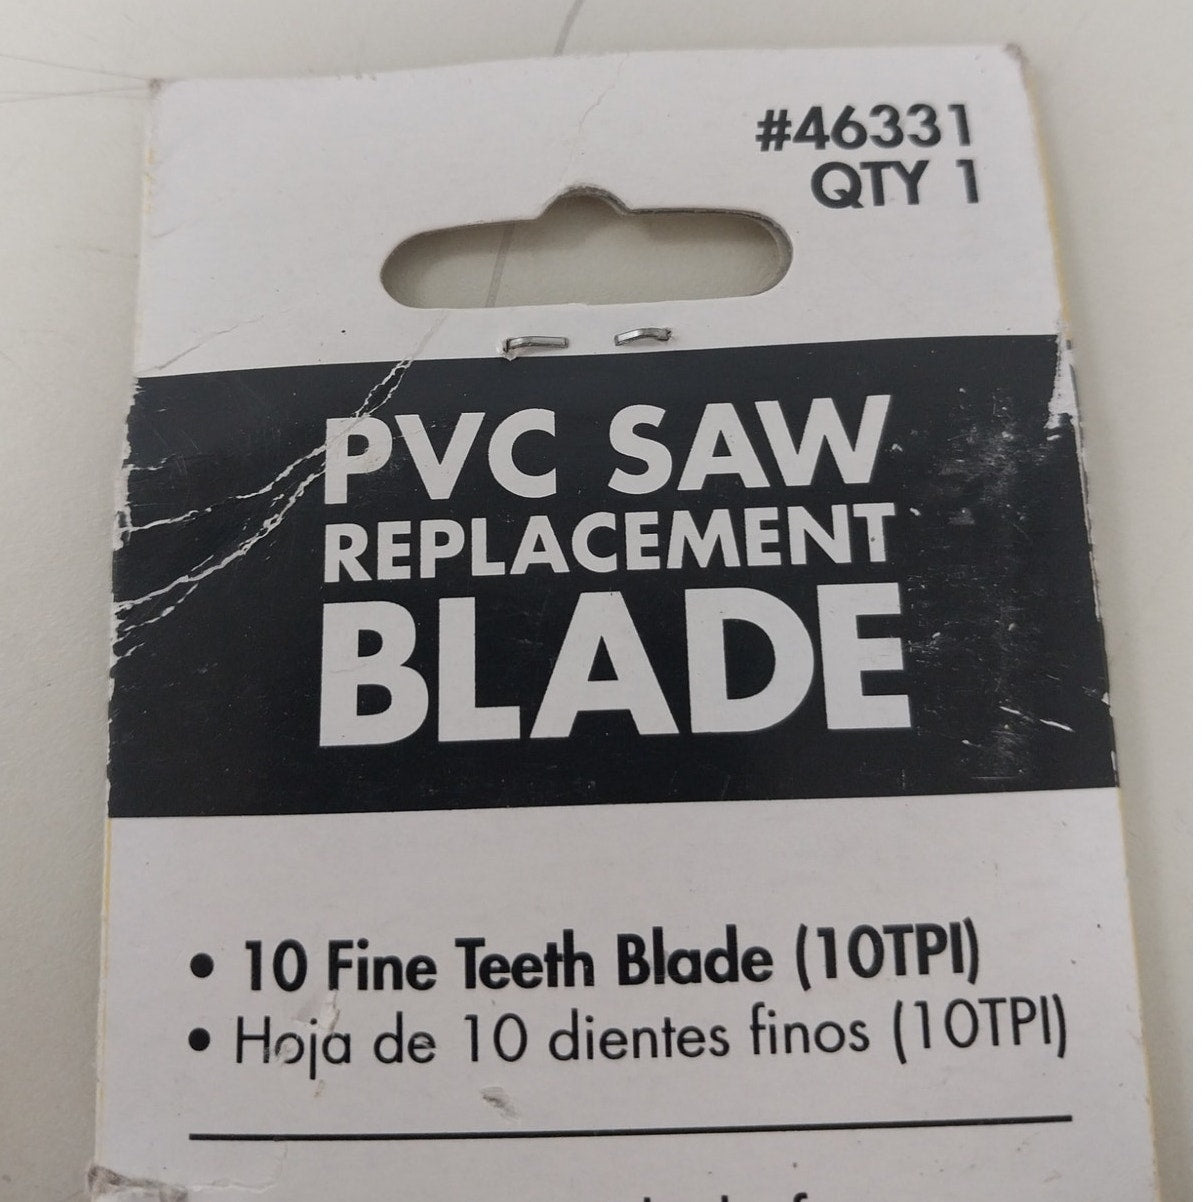 #46331
QTY 1
PVC SAW
REPLACEMENT
BLADE
• 10 Fine Teeth Blade (10TPI)
• Hoja de 10 dientes finos (10TPI)